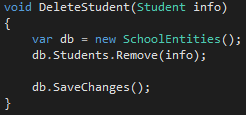 void DeleteStudent(Student info)
{
    var db = new SchoolEntities();
    db.Students.Remove(info);

    db.SaveChanges();
}